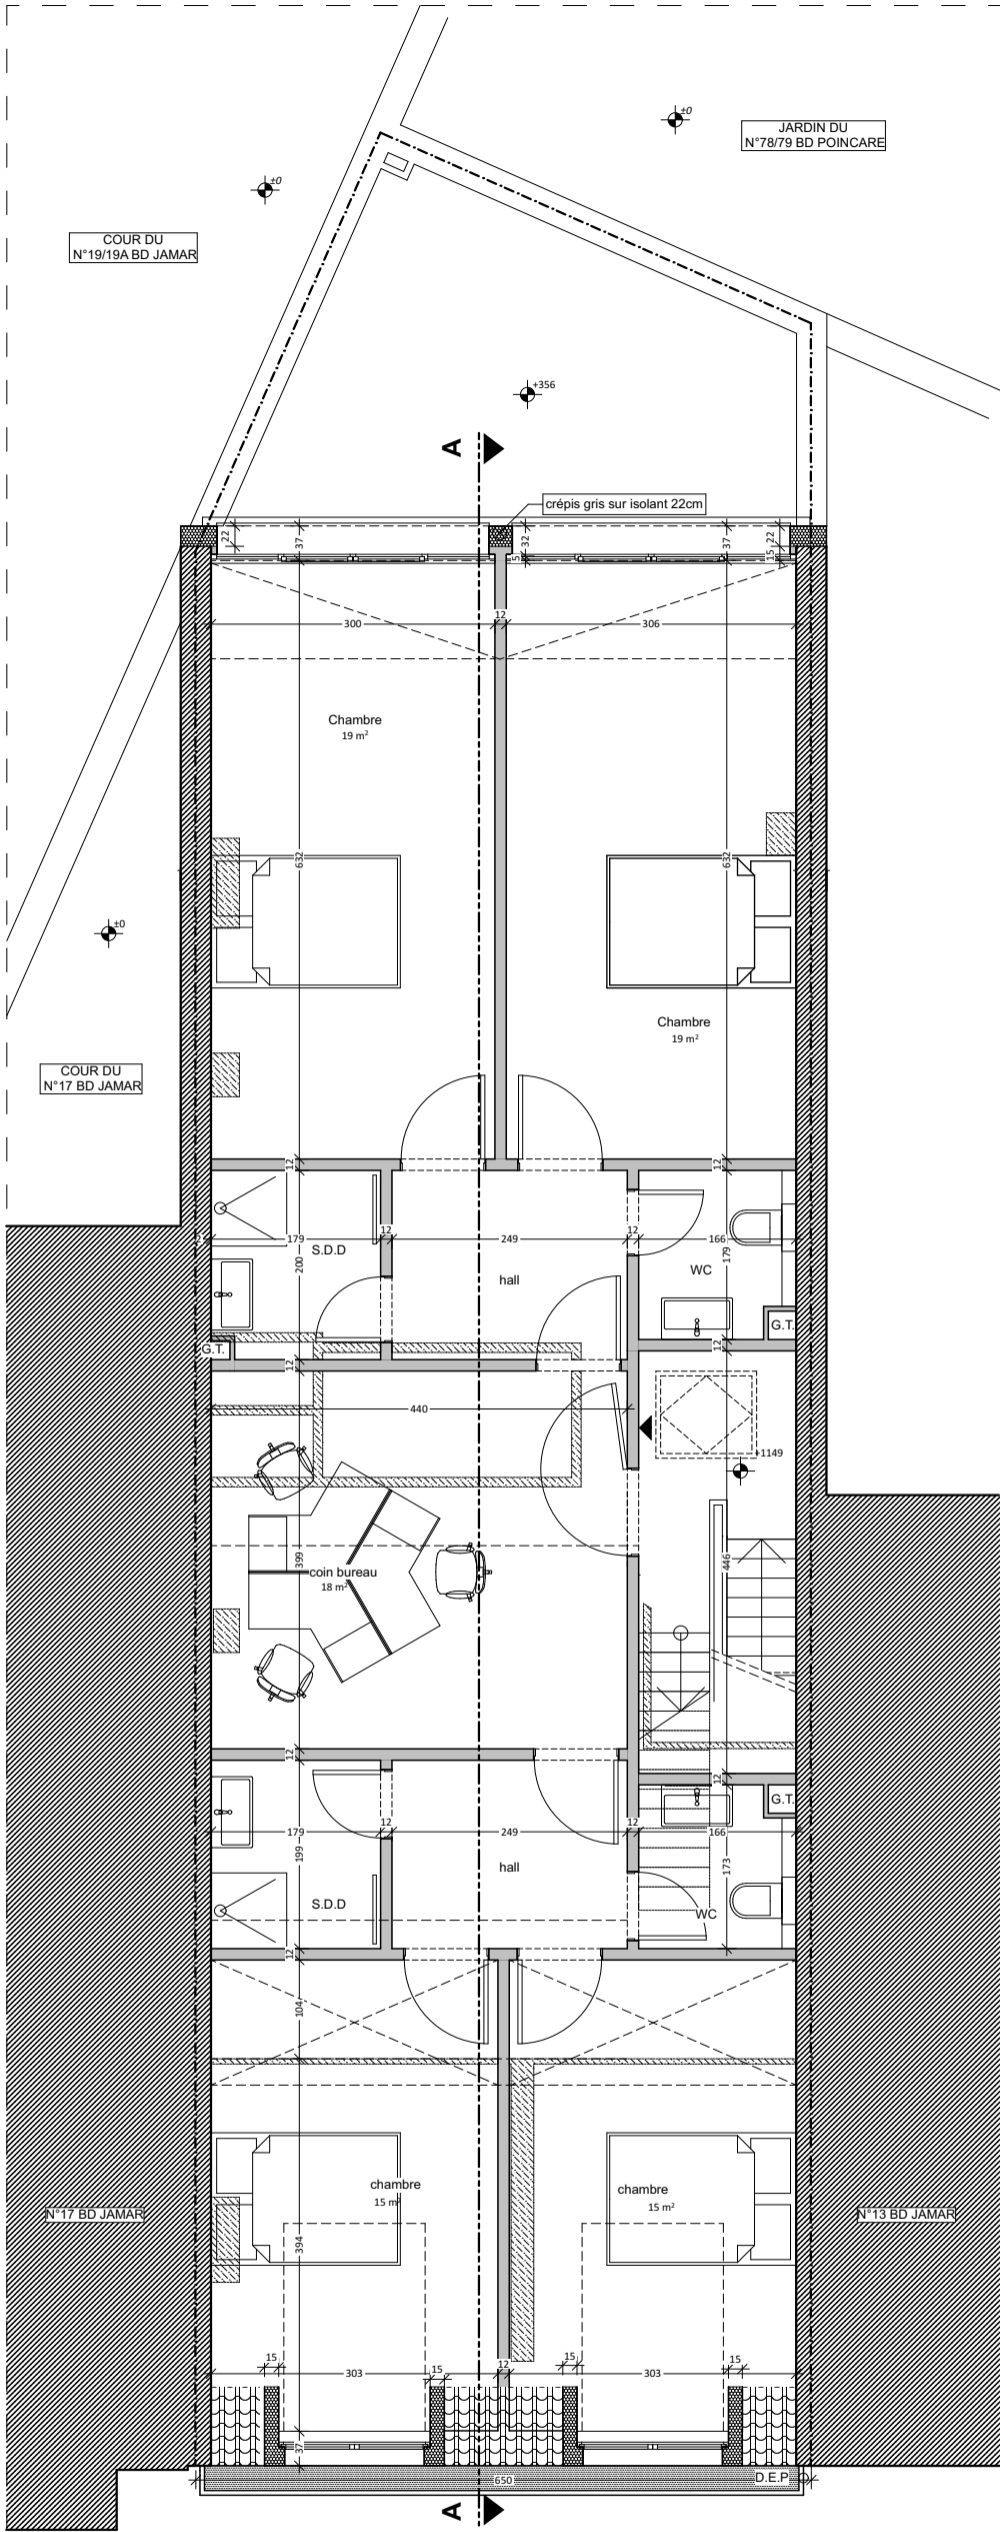 ±0
JARDIN DU
N°78/79 BD POINCARE
±0
COUR DU
N°19/19A BD JAMAR
+356
A
crépis gris sur isolant 22cm
22
37
32
5
37
22
15
12
300
306
Chambre
19 m²
632
632
±0
Chambre
19 m²
COUR DU
N°17 BD JAMAR
12
12
179
12
249
12
166
S.D.D
200
hall
WC
179
G.T.
G.T.
12
12
440
+1149
399
coin bureau
18 m²
446
12
12
G.T.
179
12
249
12
166
199
hall
173
S.D.D
WC
12
104
chambre
15 m²
chambre
15 m²
N°17 BD JAMAR
N°13 BD JAMAR
394
15
15
303
15
12
15
303
37
650
D.E.P
A